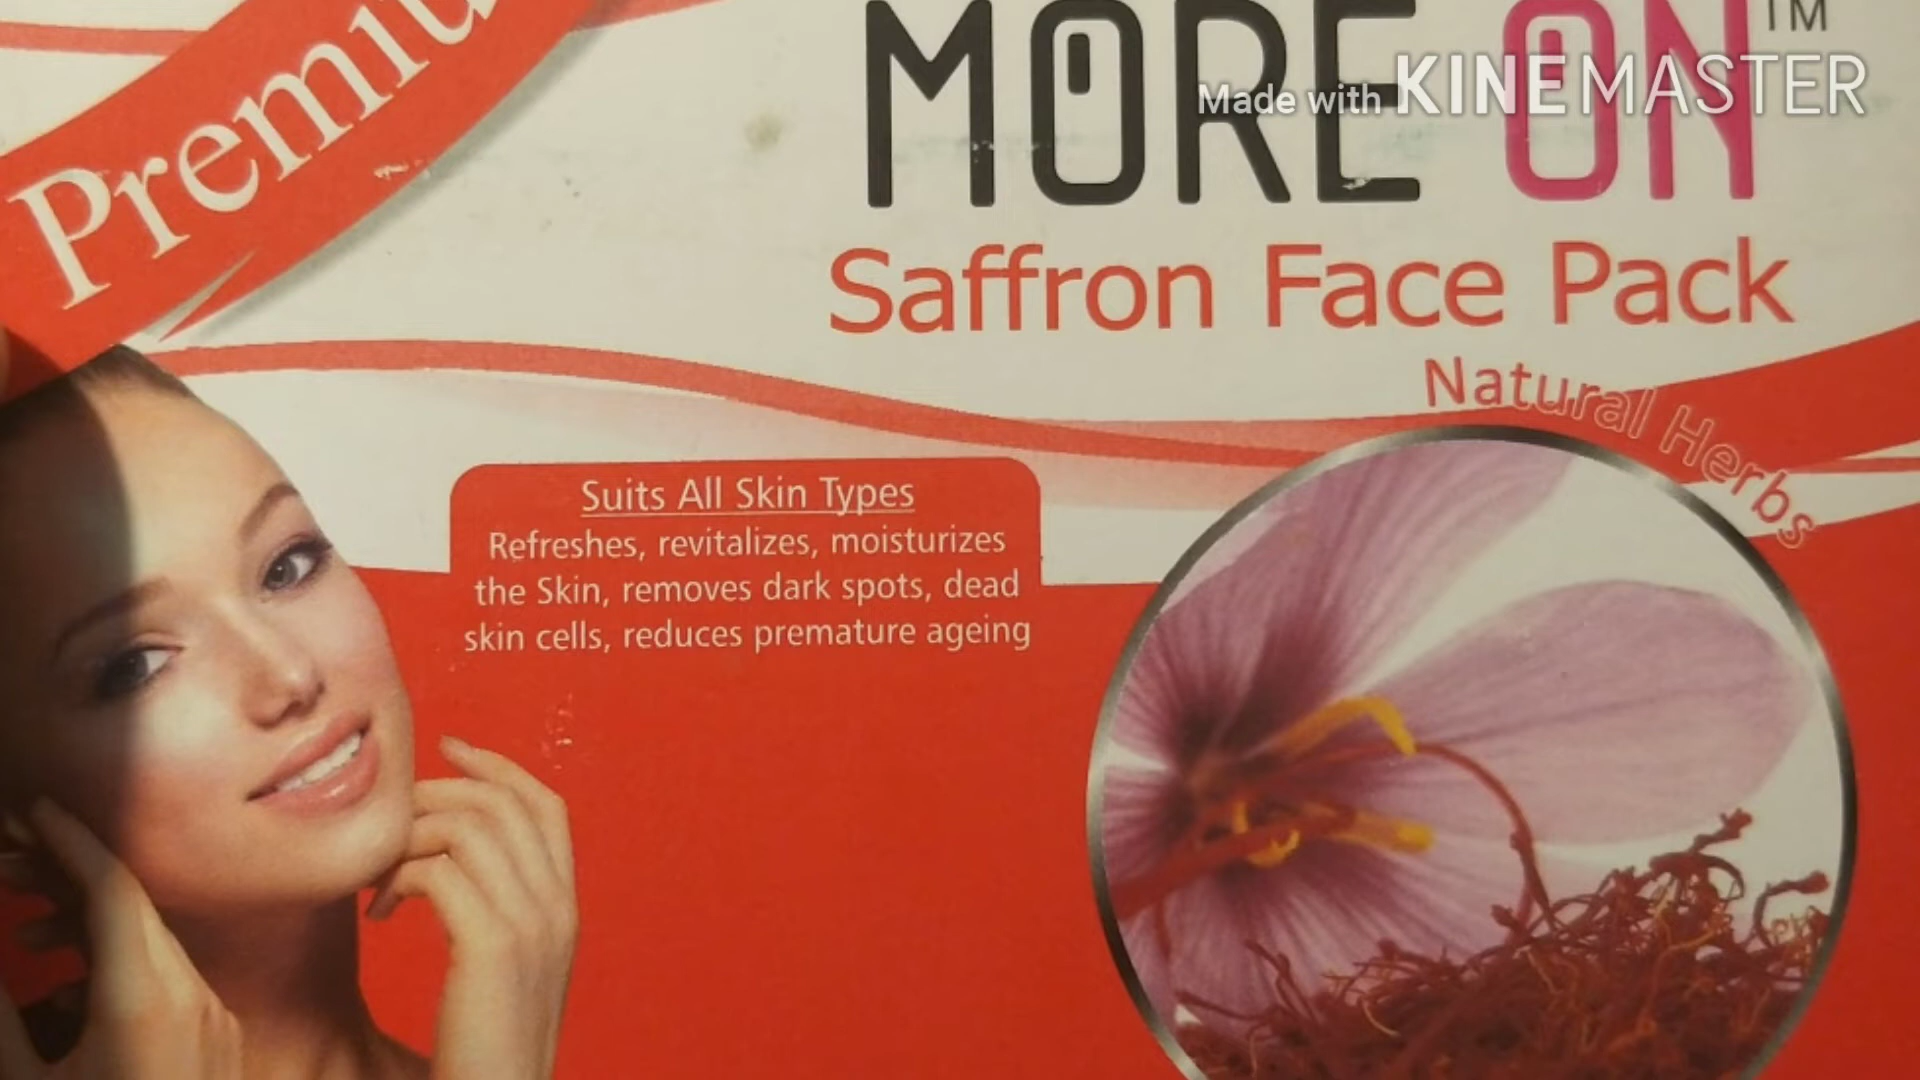 Premiu
MORE ON™
Made with KINEMASTER
Saffron Face Pack
Natural Herbs
Suits All Skin Types
Refreshes, revitalizes, moisturizes
the Skin, removes dark spots, dead
skin cells, reduces premature ageing